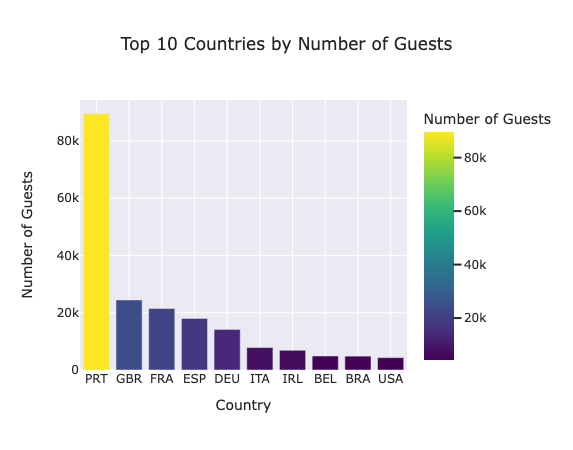 Top 10 Countries by Number of Guests
Number of Guests
80k
60k
40k
20k
0
PRT GBR FRA ESP DEU ITA IRL BEL BRA USA
Country
Number of Guests
80k
60k
40k
20k